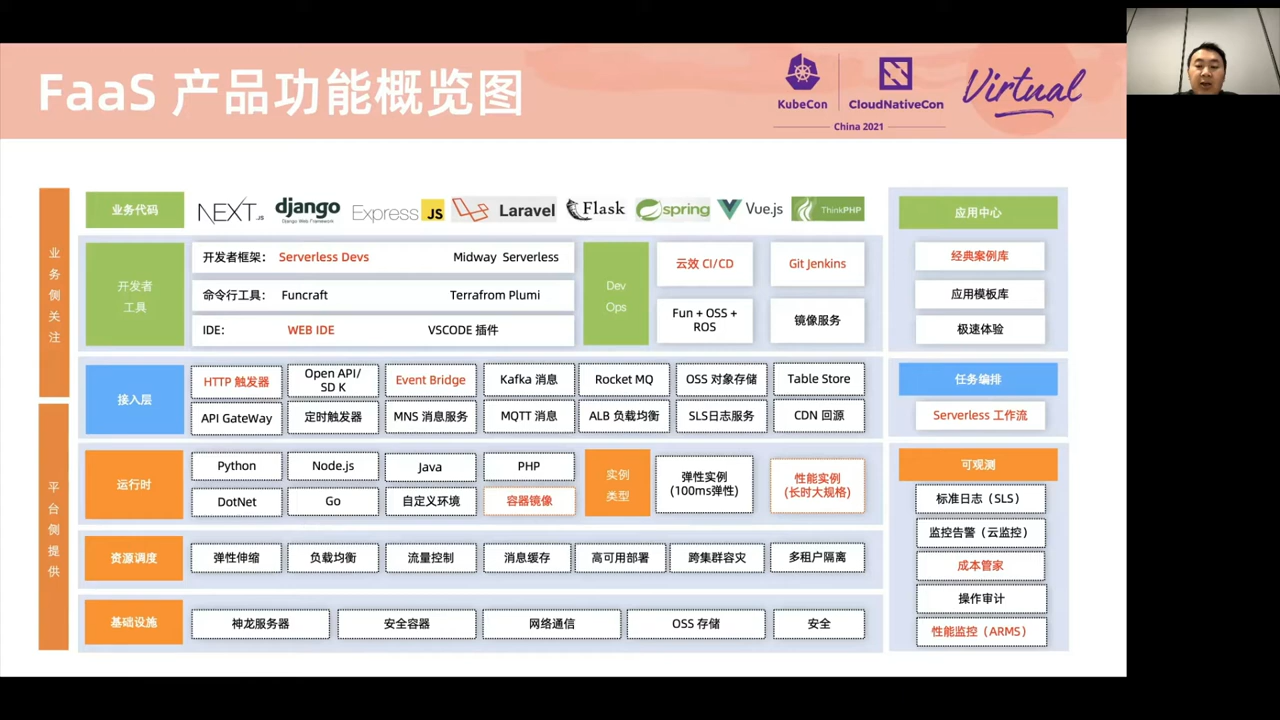 FaaS 产品功能概览图
KubeCon
CloudNativeCon
Virtual
China 2021
业务侧关注
业务代码
NEXT.JS
django
Django Web Framework
Express JS
Laravel
Flask
spring
Vue.js
ThinkPHP
开发者
工具
开发者框架: Serverless Devs Midway Serverless
命令行工具: Funcraft Terrafrom Plumi
IDE: WEB IDE VSCODE 插件
Dev
Ops
云效 CI/CD
Git Jenkins
Fun + OSS +
ROS
镜像服务
接入层
HTTP 触发器
Open API/
SD K
Event Bridge
Kafka 消息
Rocket MQ
OSS 对象存储
Table Store
API GateWay
定时触发器
MNS 消息服务
MQTT 消息
ALB 负载均衡
SLS日志服务
CDN 回源
平台侧提供
运行时
Python
Node.js
Java
PHP
DotNet
Go
自定义环境
容器镜像
实例
类型
弹性实例
(100ms弹性)
性能实例
(长时大规格)
资源调度
弹性伸缩
负载均衡
流量控制
消息缓存
高可用部署
跨集群容灾
多租户隔离
基础设施
神龙服务器
安全容器
网络通信
OSS 存储
安全
应用中心
经典案例库
应用模板库
极速体验
任务编排
Serverless 工作流
可观测
标准日志（SLS）
监控告警（云监控）
成本管家
操作审计
性能监控（ARMS）